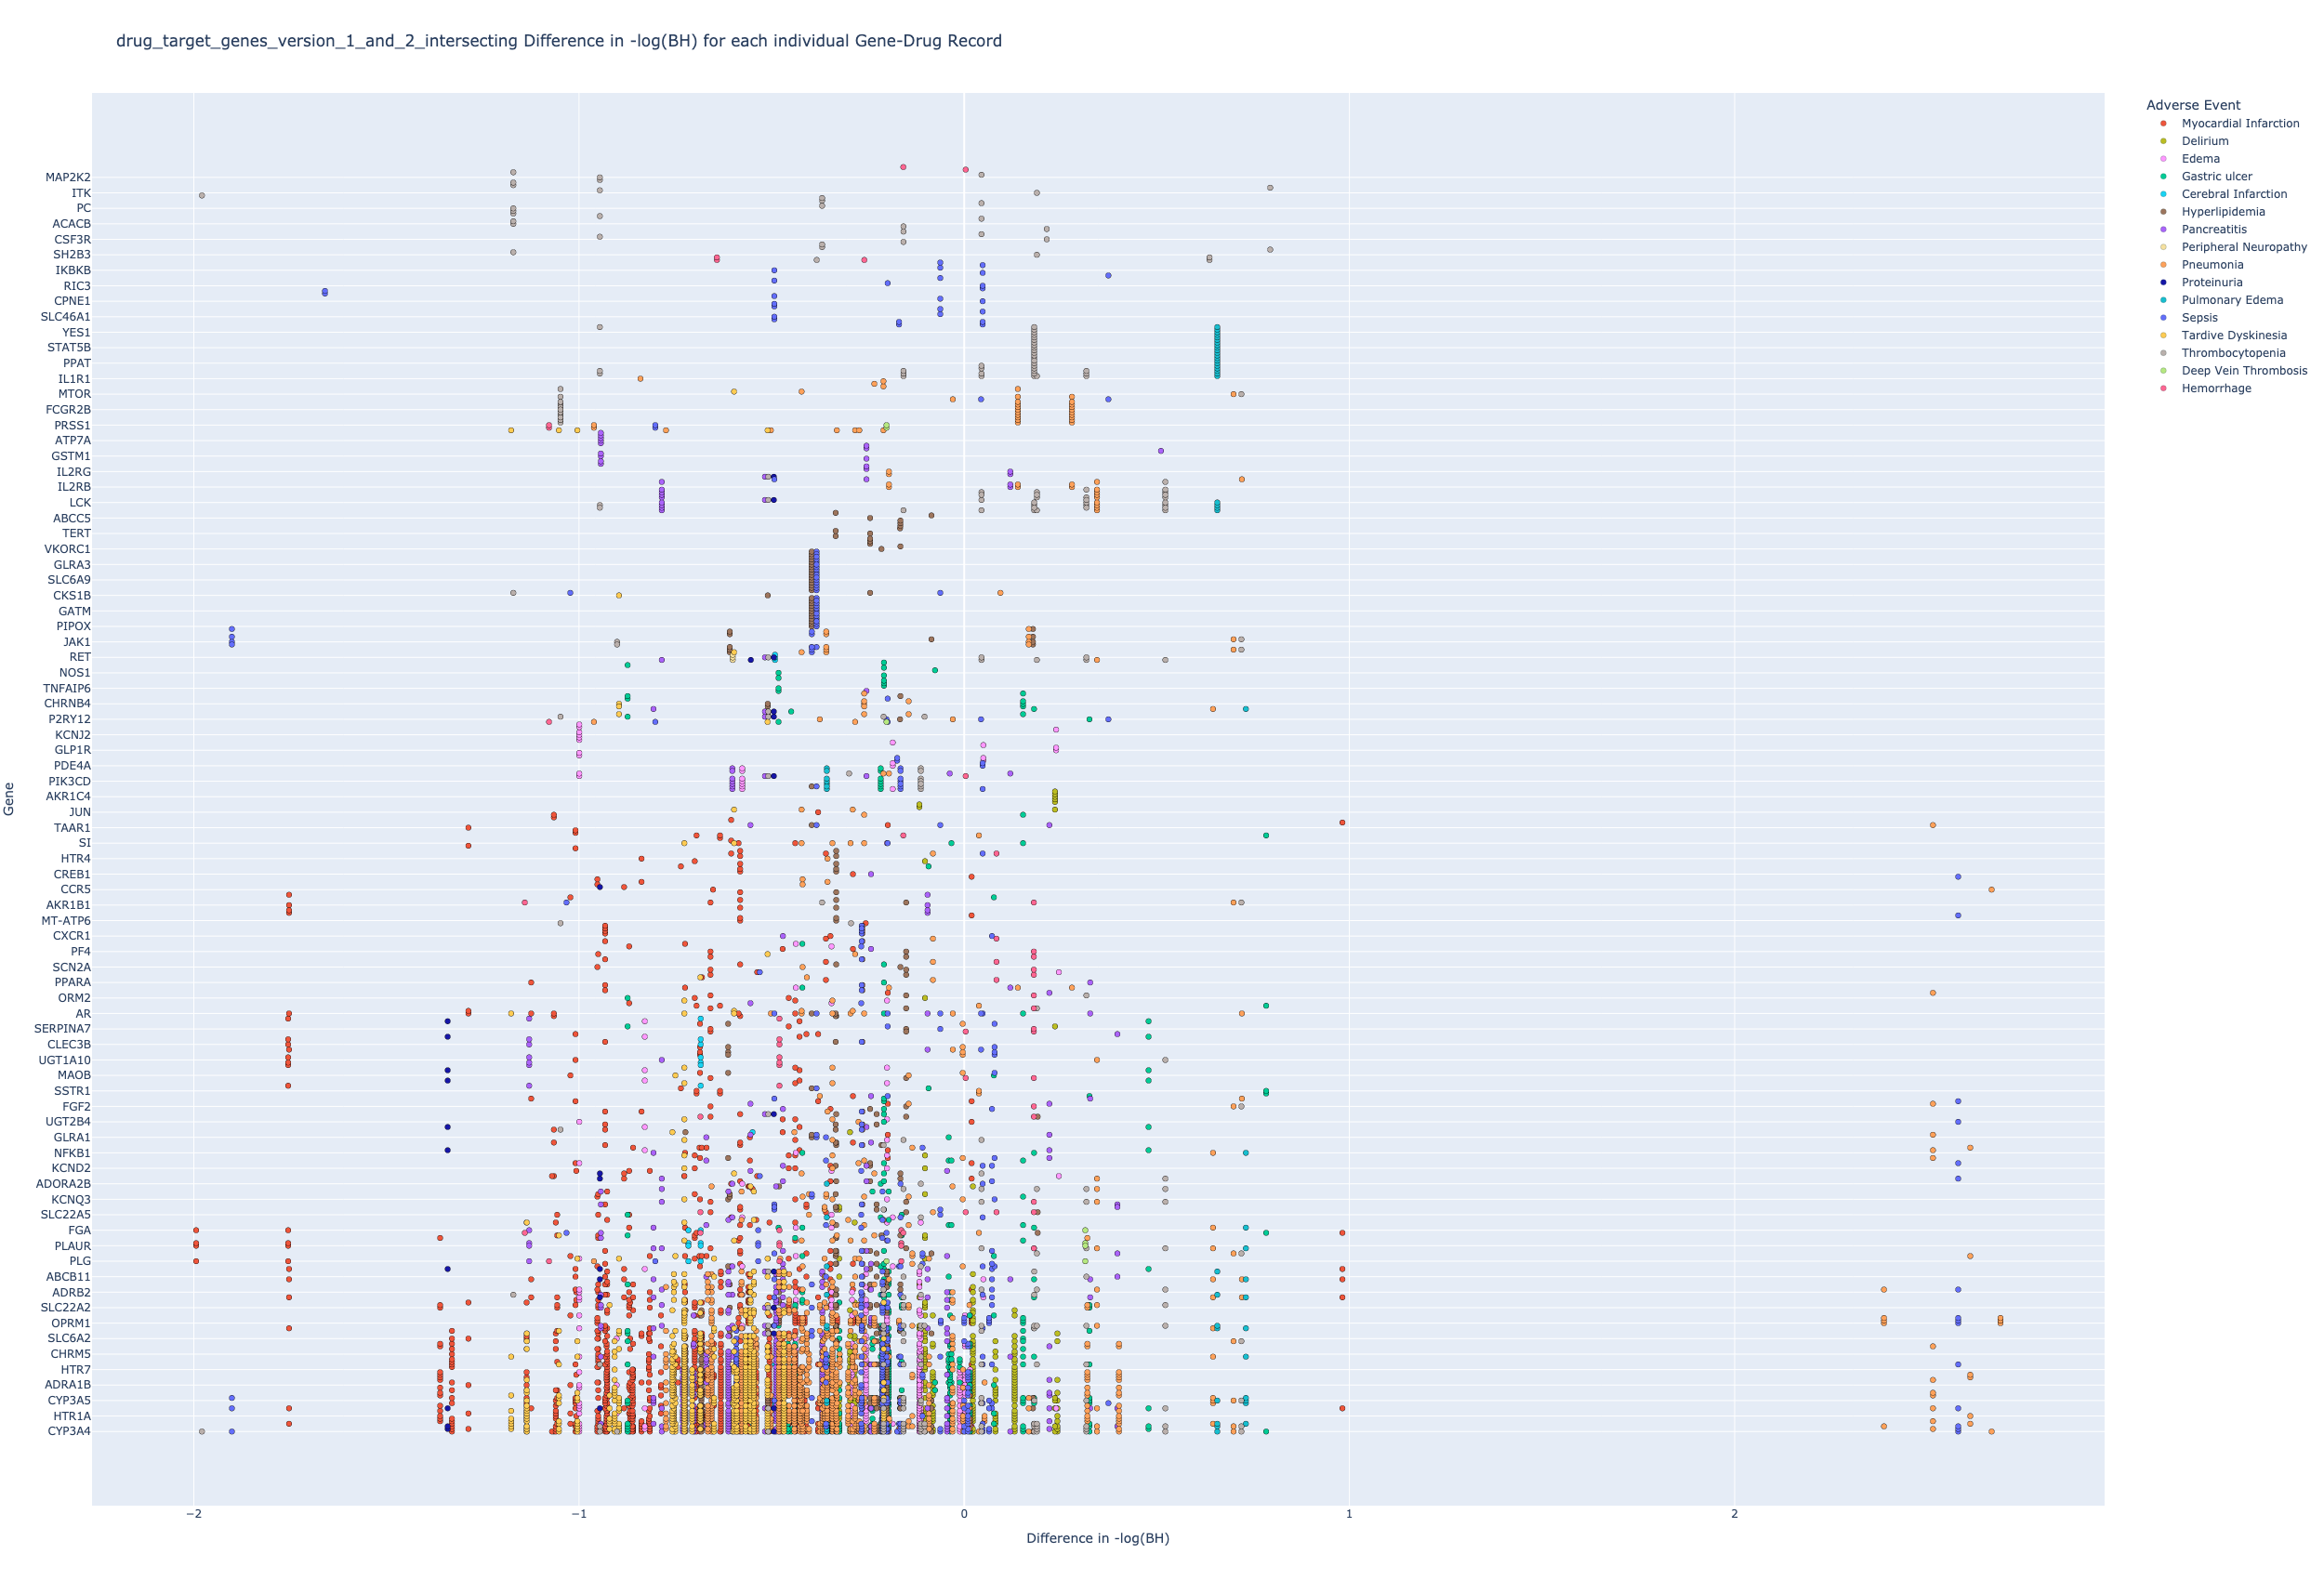 drug_target_genes_version_1_and_2_intersecting Difference in -log(BH) for each individual Gene-Drug Record
Adverse Event
Myocardial Infarction
Delirium
Edema
Gastric ulcer
Cerebral Infarction
Hyperlipidemia
Pancreatitis
Peripheral Neuropathy
Pneumonia
Proteinuria
Pulmonary Edema
Sepsis
Tardive Dyskinesia
Thrombocytopenia
Deep Vein Thrombosis
Hemorrhage
Gene
MAP2K2
ITK
PC
ACACB
CSF3R
SH2B3
IKBKB
RIC3
CPNE1
SLC46A1
YES1
STAT5B
PPAT
IL1R1
MTOR
FCGR2B
PRSS1
ATP7A
GSTM1
IL2RG
IL2RB
LCK
ABCC5
TERT
VKORC1
GLRA3
SLC6A9
CKS1B
GATM
PIPOX
JAK1
RET
NOS1
TNFAIP6
CHRNB4
P2RY12
KCNJ2
GLP1R
PDE4A
PIK3CD
AKR1C4
JUN
TAAR1
SI
HTR4
CREB1
CCR5
AKR1B1
MT-ATP6
CXCR1
PF4
SCN2A
PPARA
ORM2
AR
SERPINA7
CLEC3B
UGT1A10
MAOB
SSTR1
FGF2
UGT2B4
GLRA1
NFKB1
KCND2
ADORA2B
KCNQ3
SLC22A5
FGA
PLAUR
PLG
ABCB11
ADRB2
SLC22A2
OPRM1
SLC6A2
CHRM5
HTR7
ADRA1B
CYP3A5
HTR1A
CYP3A4
−2 −1 0 1 2
Difference in -log(BH)